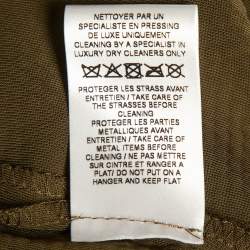 NETTOYER PAR UN
SPECIALISTE EN PRESSING
DE LUXE UNIQUEMENT
CLEANING BY A SPECIALIST IN
LUXURY DRY CLEANERS ONLY
PROTEGER LES STRASS AVANT
ENTRETIEN / TAKE CARE OF
THE STRASSES BEFORE
CLEANING
PROTEGER LES PARTIES
METALLIQUES AVANT
ENTRETIEN / TAKE CARE OF
METAL ITEMS BEFORE
CLEANING / NE PAS METTRE
SUR CINTRE ET RANGER A
PLAT/ DO NOT PUT ON A
HANGER AND KEEP FLAT